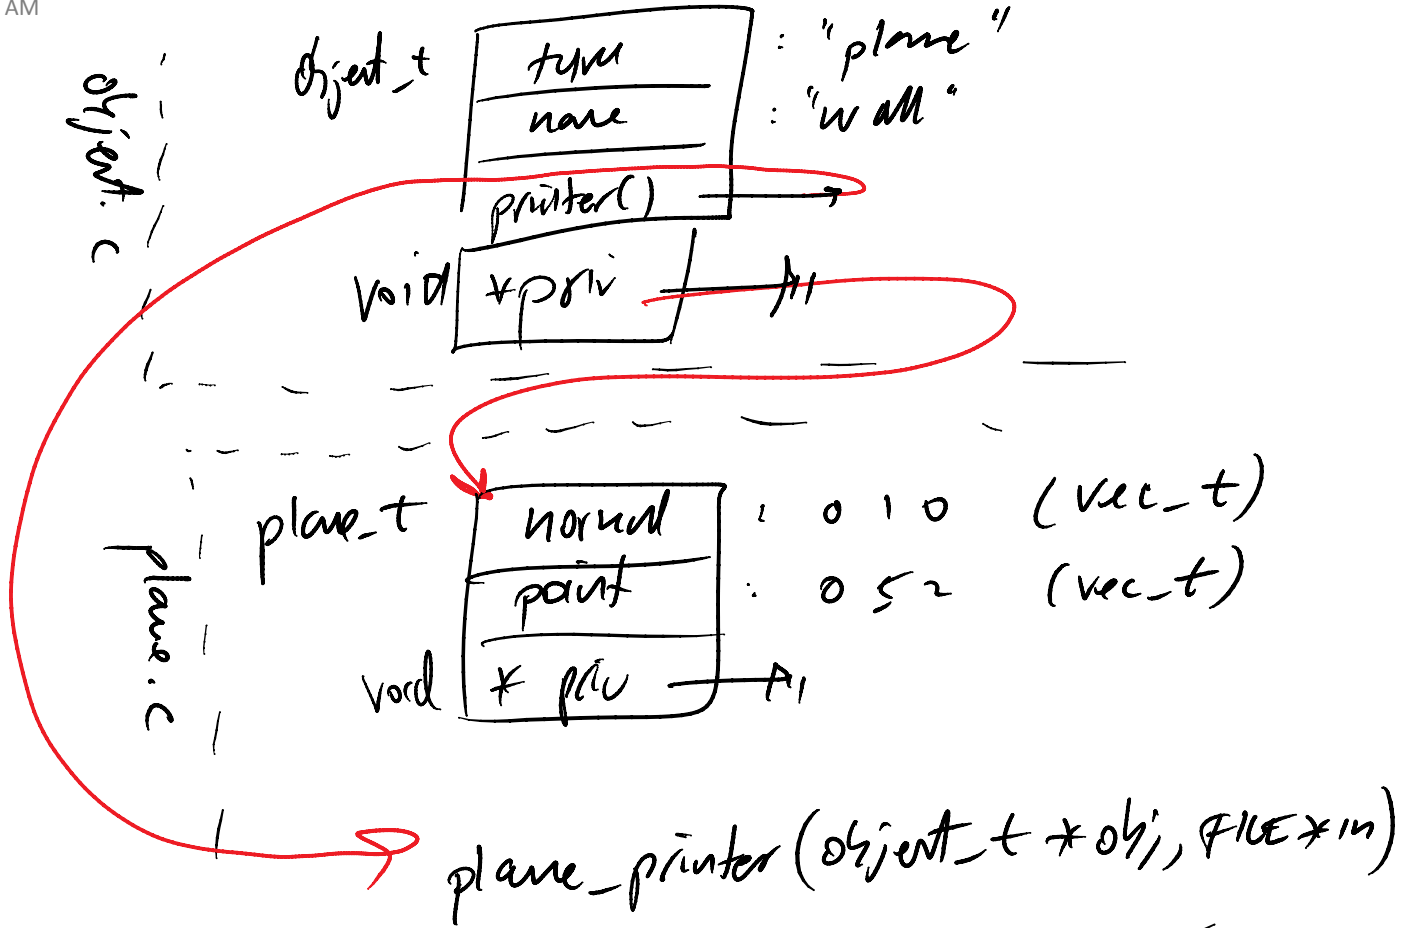 AM
object_t
type : "plane"
name : "wall"
printer()
void *priv
object.c
plane_t
normal : 0 1 0 (vec_t)
point : 0 5 2 (vec_t)
void * priv
plane.c
plane_printer(object_t *obj, FILE *in)